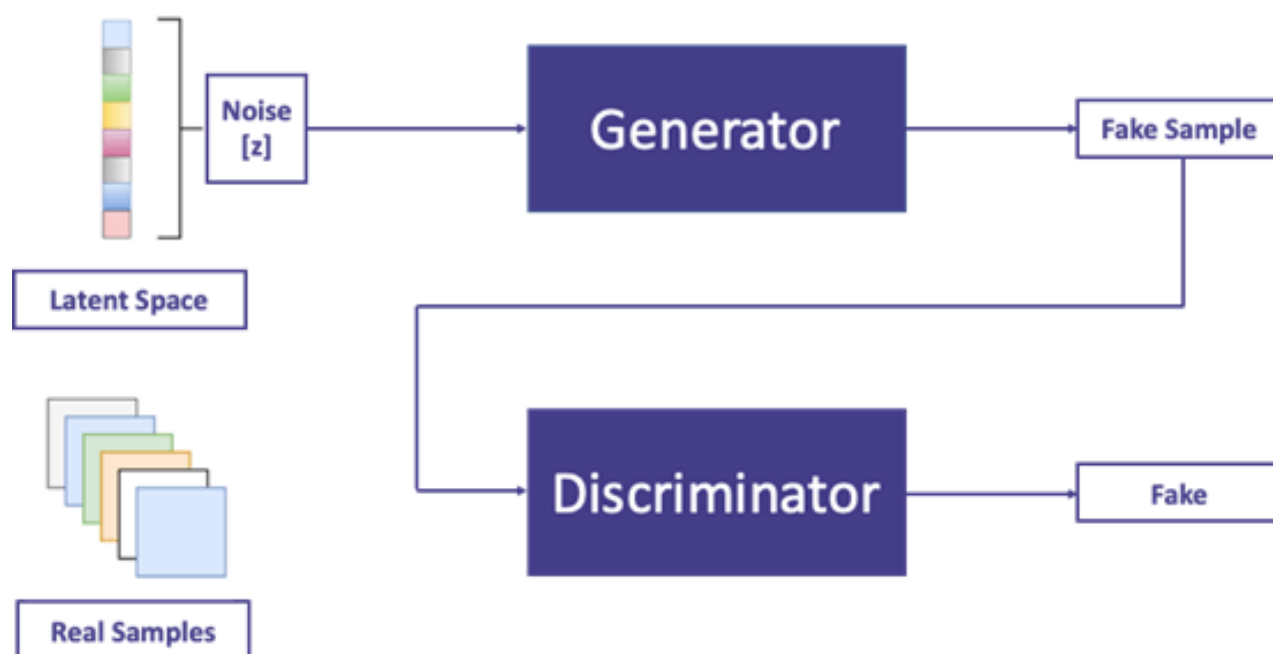 Noise
[z]
Generator
Fake Sample
Latent Space
Discriminator
Fake
Real Samples